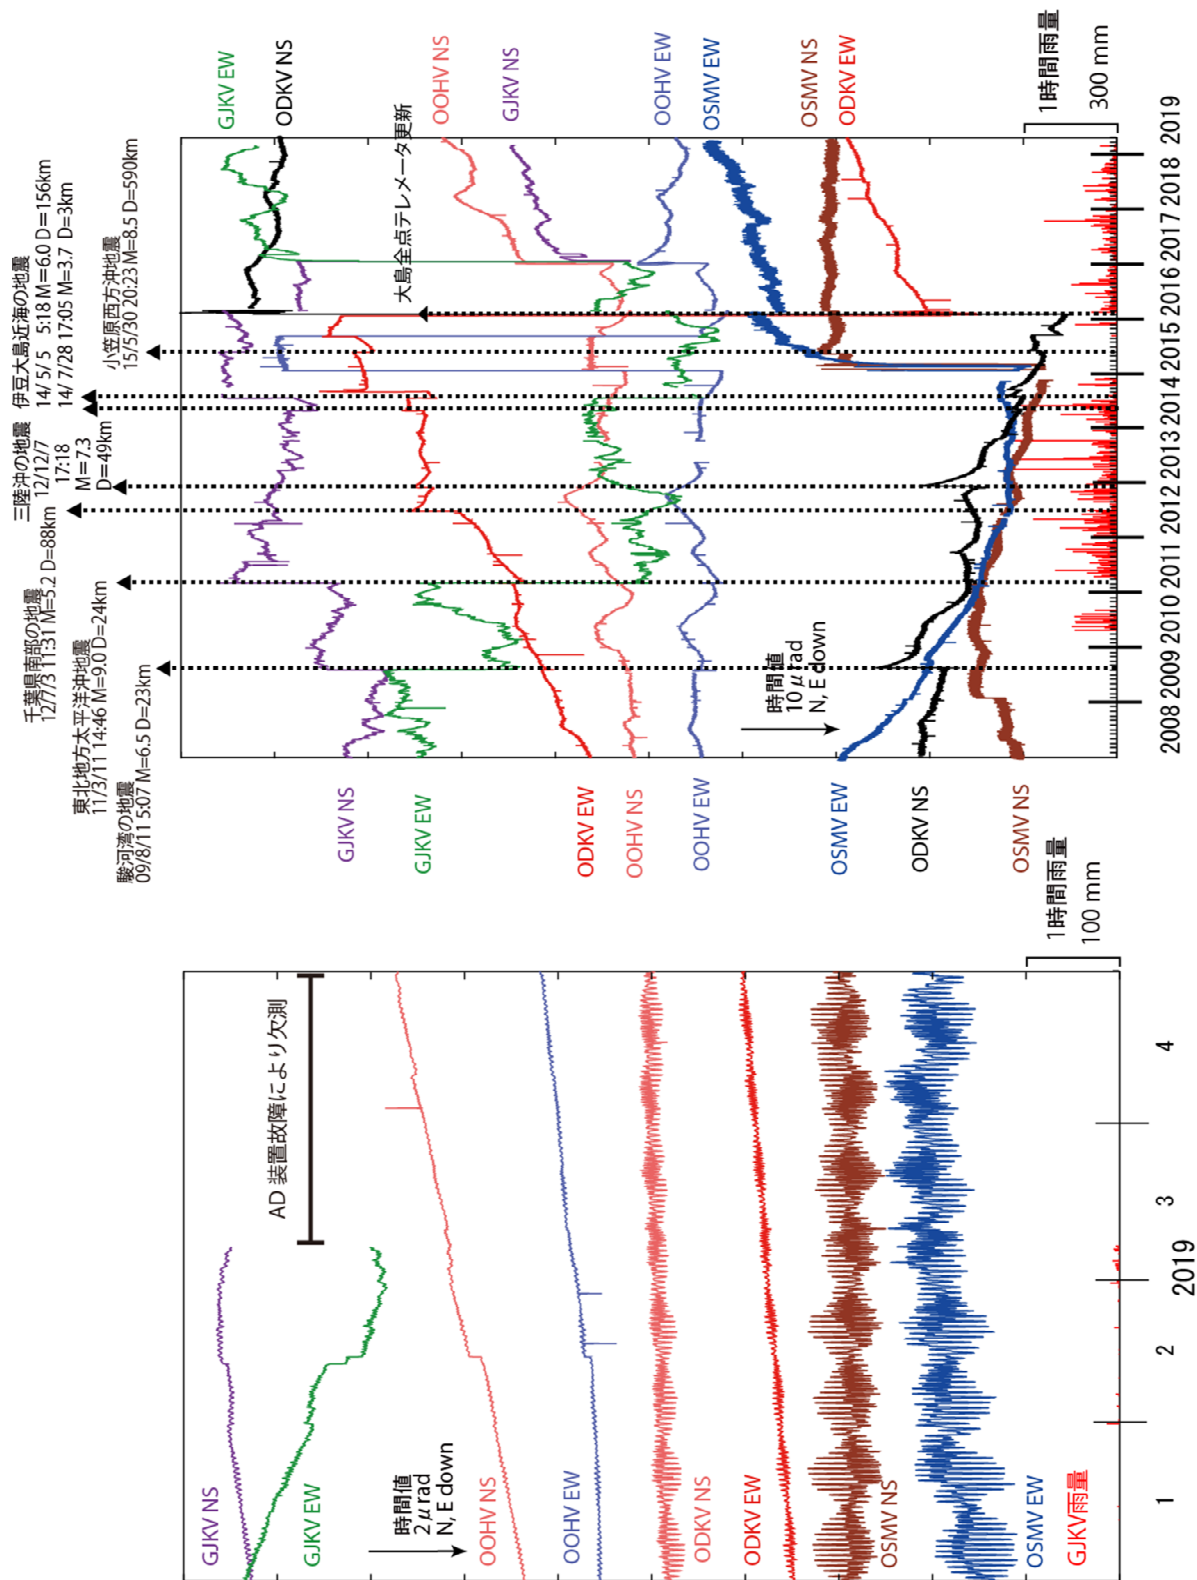 千葉県南部の地震
12/7/3 11:31 M=5.2 D=88km
東北地方太平洋沖地震
11/3/11 14:46 M=9.0 D=24km
駿河湾の地震
09/8/11 5:07 M=6.5 D=23km
三陸沖の地震
12/12/7
17:18
M=7.3
D=49km
伊豆大島近海の地震
14/ 5/ 5 5:18 M=6.0 D=156km
14/ 7/28 17:05 M=3.7 D=3km
小笠原西方沖地震
15/5/30 20:23 M=8.5 D=590km
大島全点テレメータ更新
GJKV NS
GJKV EW
ODKV EW
OOHV NS
OOHV EW
OSMV EW
ODKV NS
OSMV NS
時間値
10μrad
N, E down
GJKV EW
ODKV NS
OOHV NS
GJKV NS
OOHV EW
OSMV EW
OSMV NS
ODKV EW
1時間雨量
300 mm
2008 2009 2010 2011 2012 2013 2014 2015 2016 2017 2018 2019
AD 装置故障により欠測
GJKV NS
GJKV EW
時間値
2μrad
N, E down
OOHV NS
OOHV EW
ODKV NS
ODKV EW
OSMV NS
OSMV EW
GJKV雨量
1時間雨量
100 mm
1 2 3 4
2019